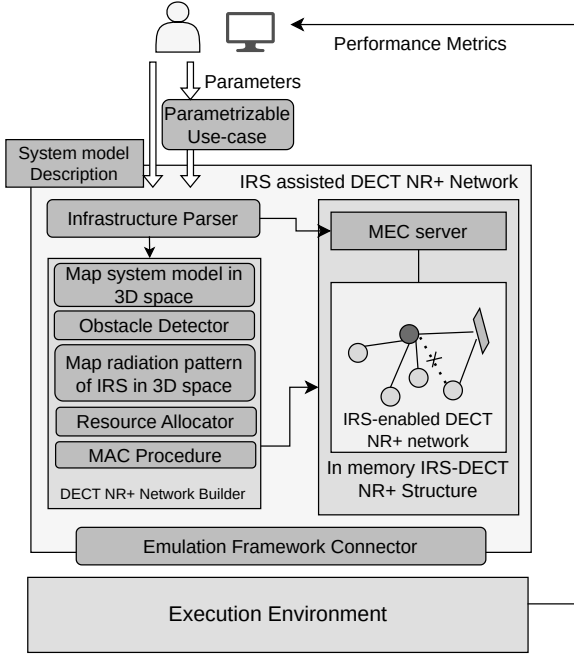 Performance Metrics
Parameters
Parametrizable
Use-case
System model
Description
IRS assisted DECT NR+ Network
Infrastructure Parser
MEC server
Map system model in
3D space
Obstacle Detector
Map radiation pattern
of IRS in 3D space
Resource Allocator
MAC Procedure
DECT NR+ Network Builder
IRS-enabled DECT
NR+ network
In memory IRS-DECT
NR+ Structure
Emulation Framework Connector
Execution Environment